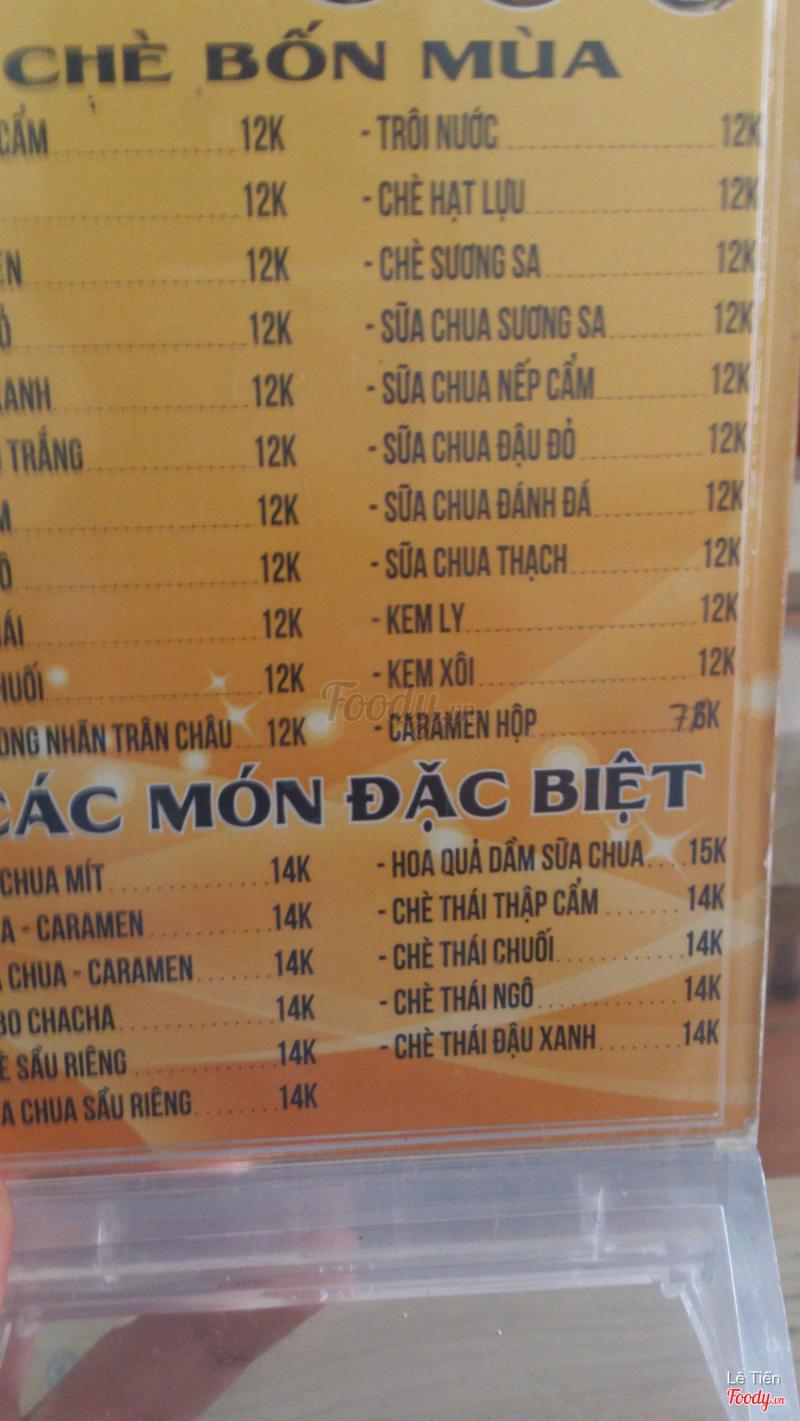 CHÈ BỐN MÙA
CẨM 12K
12K
EN 12K
Ỏ 12K
XANH 12K
TRẮNG 12K
M 12K
Ô 12K
ÁI 12K
HUỐI 12K
ONG NHÃN TRÂN CHÂU 12K
- TRÔI NƯỚC 12K
- CHÈ HẠT LỰU 12K
- CHÈ SƯƠNG SA 12K
- SỮA CHUA SƯƠNG SA 12K
- SỮA CHUA NẾP CẨM 12K
- SỮA CHUA ĐẬU ĐỎ 12K
- SỮA CHUA ĐÁNH ĐÁ 12K
- SỮA CHUA THẠCH 12K
- KEM LY 12K
- KEM XÔI 12K
- CARAMEN HỘP
CÁC MÓN ĐẶC BIỆT
CHUA MÍT 14K
A - CARAMEN 14K
A CHUA - CARAMEN 14K
BO CHACHA 14K
È SẦU RIÊNG 14K
A CHUA SẦU RIÊNG 14K
- HOA QUẢ DẦM SỮA CHUA 15K
- CHÈ THÁI THẬP CẨM 14K
- CHÈ THÁI CHUỐI 14K
- CHÈ THÁI NGÔ 14K
- CHÈ THÁI ĐẬU XANH 14K
Foody.vn
Lê Tiến
Foody.vn